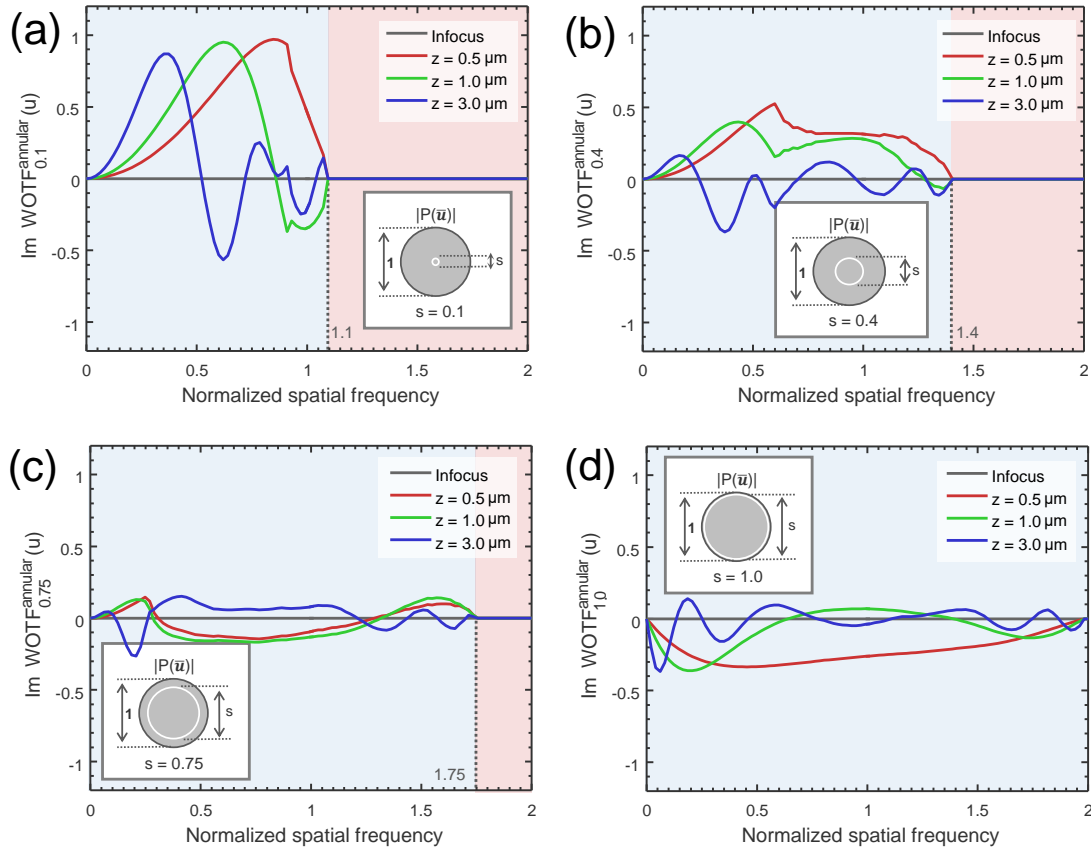 (a)
Im WOTF^annular_0.1 (u)
1
0.5
0
-0.5
-1
Infocus
z = 0.5 μm
z = 1.0 μm
z = 3.0 μm
|P(ū)|
1
s
s = 0.1
1.1
0
0.5
1
1.5
2
Normalized spatial frequency
(b)
Im WOTF^annular_0.4 (u)
1
0.5
0
-0.5
-1
Infocus
z = 0.5 μm
z = 1.0 μm
z = 3.0 μm
|P(ū)|
1
s
s = 0.4
1.4
0
0.5
1
1.5
2
Normalized spatial frequency
(c)
Im WOTF^annular_0.75 (u)
1
0.5
0
-0.5
-1
Infocus
z = 0.5 μm
z = 1.0 μm
z = 3.0 μm
|P(ū)|
1
s
s = 0.75
1.75
0
0.5
1
1.5
2
Normalized spatial frequency
(d)
Im WOTF^annular_1,0 (u)
1
0.5
0
-0.5
-1
|P(ū)|
1
s
s = 1.0
Infocus
z = 0.5 μm
z = 1.0 μm
z = 3.0 μm
0
0.5
1
1.5
2
Normalized spatial frequency